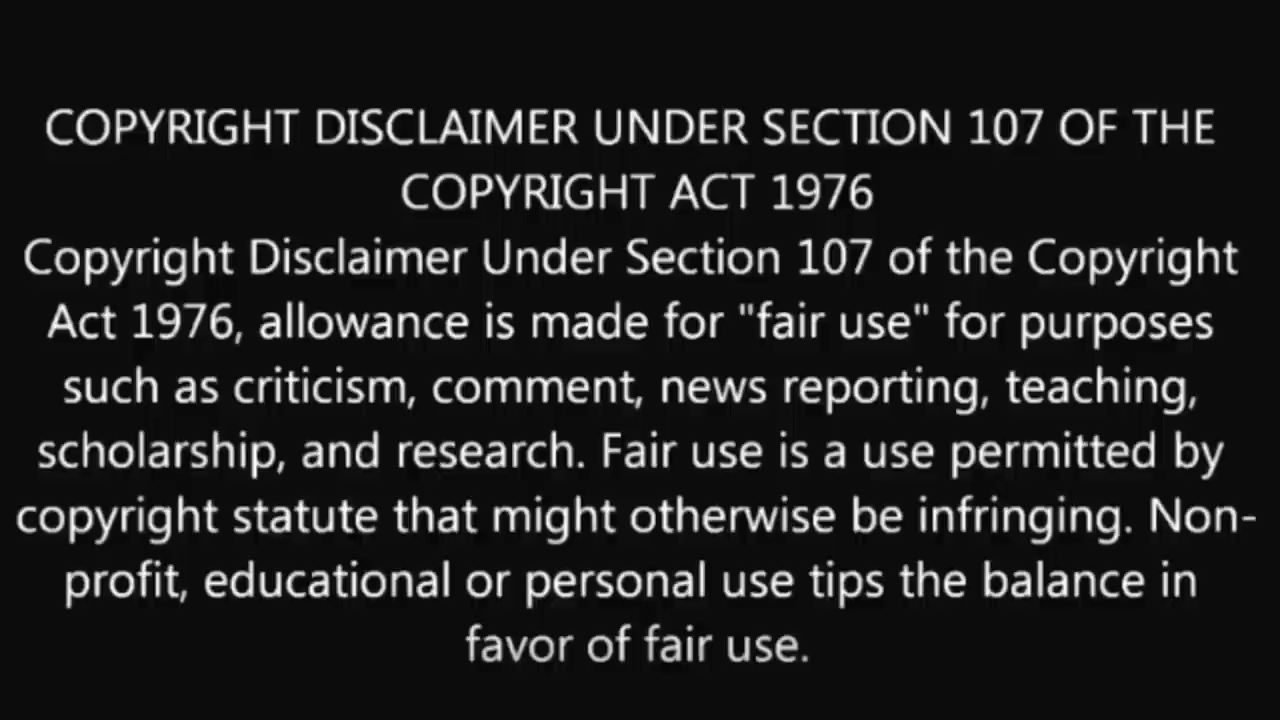 COPYRIGHT DISCLAIMER UNDER SECTION 107 OF THE
COPYRIGHT ACT 1976
Copyright Disclaimer Under Section 107 of the Copyright
Act 1976, allowance is made for "fair use" for purposes
such as criticism, comment, news reporting, teaching,
scholarship, and research. Fair use is a use permitted by
copyright statute that might otherwise be infringing. Non-
profit, educational or personal use tips the balance in
favor of fair use.